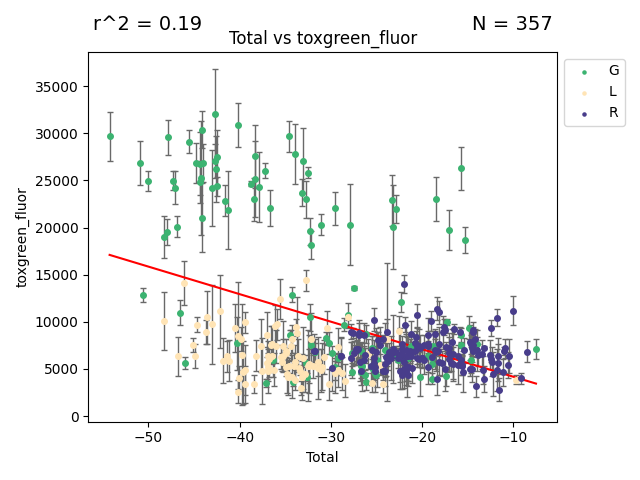 r^2 = 0.19
N = 357
Total vs toxgreen_fluor
G
L
R
35000
30000
25000
20000
15000
10000
5000
0
toxgreen_fluor
−50
−40
−30
−20
−10
Total